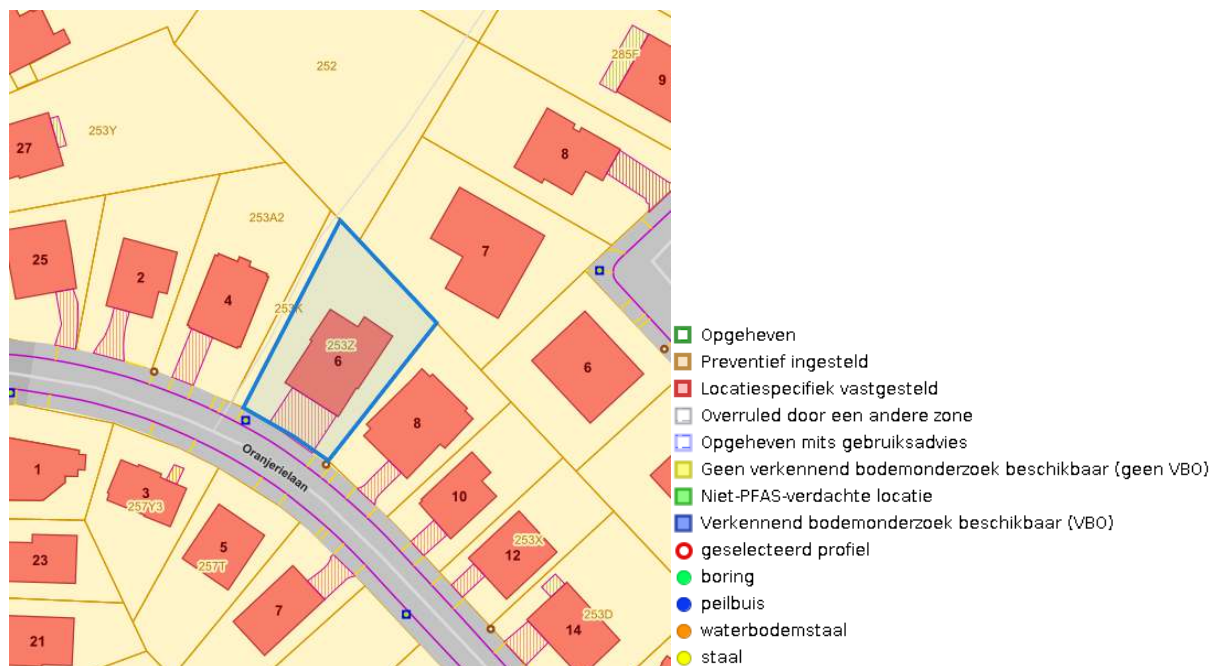 252
285F
9
253Y
27
8
253A2
7
25
2
4
253K
253Z
6
6
8
Oranjerielaan
1
3
257Y3
10
5
257T
253X
12
23
7
253D
14
21
Opgeheven
Preventief ingesteld
Locatiespecifiek vastgesteld
Overruled door een andere zone
Opgeheven mits gebruiksadvies
Geen verkennend bodemonderzoek beschikbaar (geen VBO)
Niet-PFAS-verdachte locatie
Verkennend bodemonderzoek beschikbaar (VBO)
geselecteerd profiel
boring
peilbuis
waterbodemstaal
staal